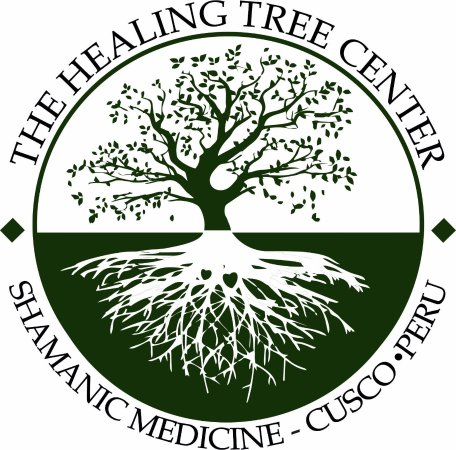 THE HEALING TREE CENTER
SHAMANIC MEDICINE - CUSCO•PERU